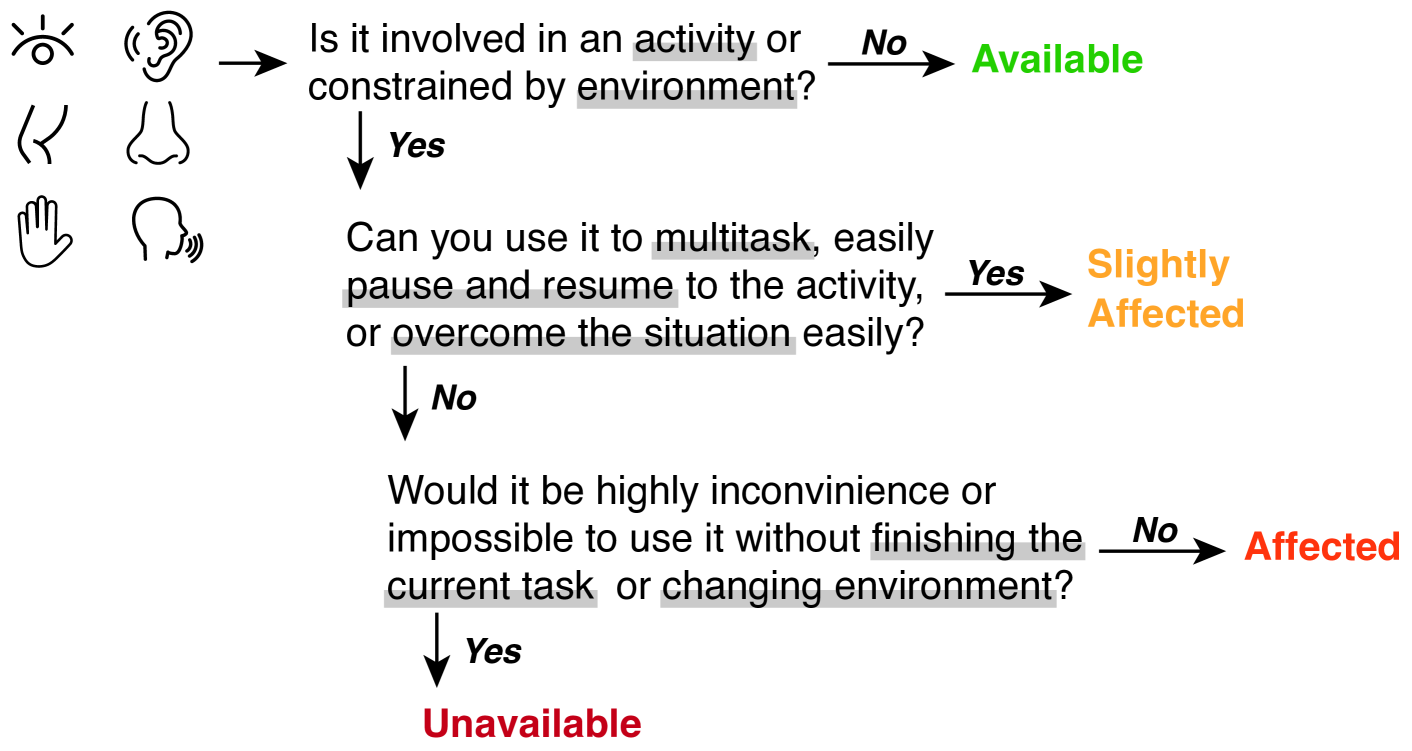 Is it involved in an activity or
constrained by environment?
No
Available
Yes
Can you use it to multitask, easily
pause and resume to the activity,
or overcome the situation easily?
Yes
Slightly
Affected
No
Would it be highly inconvinience or
impossible to use it without finishing the
current task or changing environment?
No
Affected
Yes
Unavailable